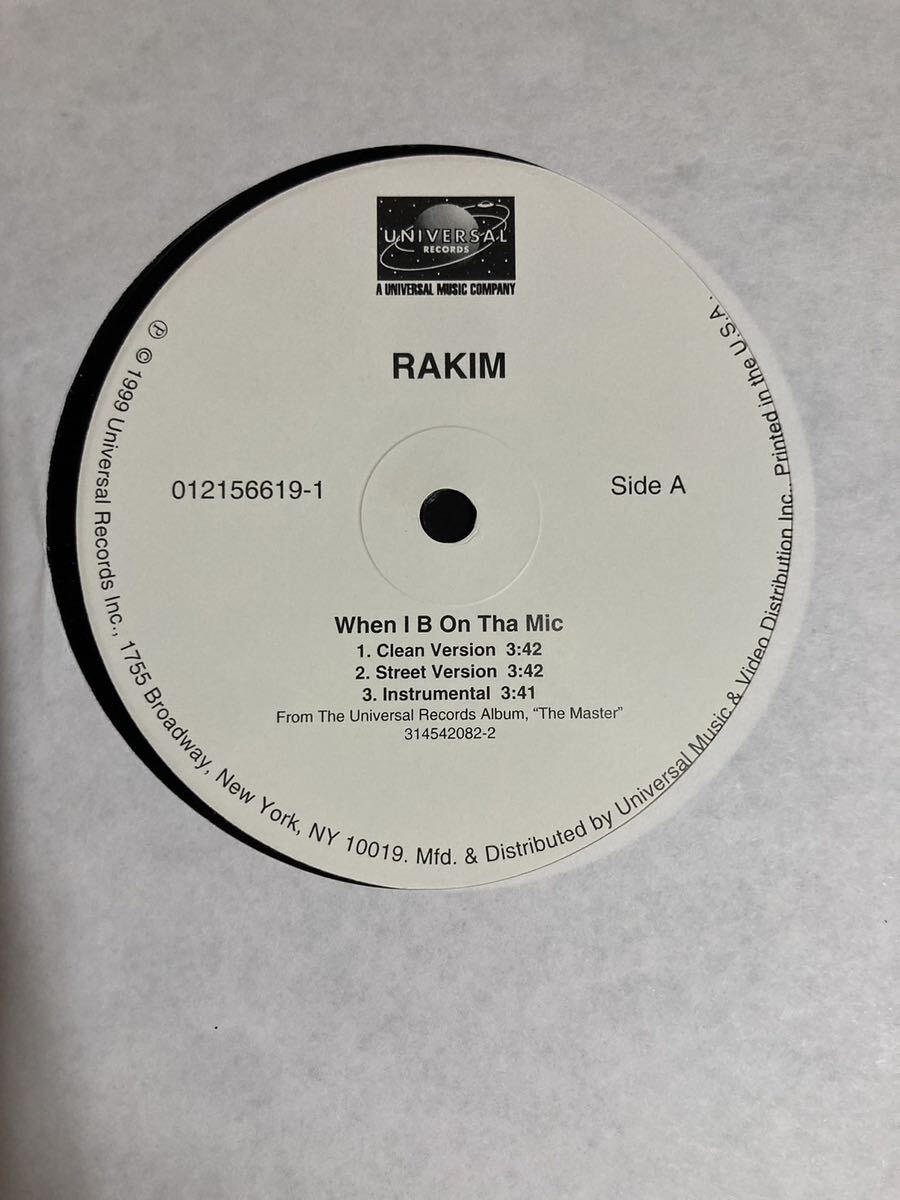 UNIVERSAL
RECORDS
A UNIVERSAL MUSIC COMPANY
RAKIM
012156619-1
Side A
When I B On Tha Mic
1. Clean Version 3:42
2. Street Version 3:42
3. Instrumental 3:41
From The Universal Records Album, “The Master”
314542082-2
℗ © 1999 Universal Records Inc., 1755 Broadway, New York, NY 10019. Mfd. & Distributed by Universal Music & Video Distribution Inc.. Printed in the U.S.A.